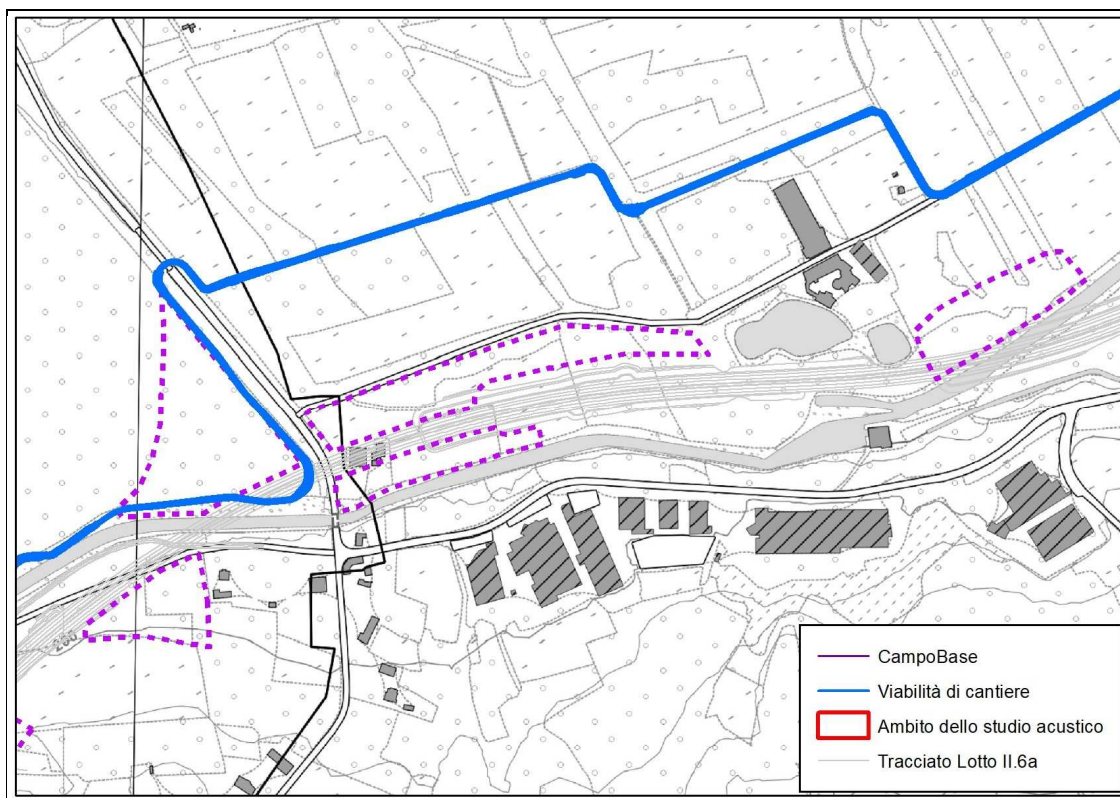 CampoBase
Viabilità di cantiere
Ambito dello studio acustico
Tracciato Lotto II.6a